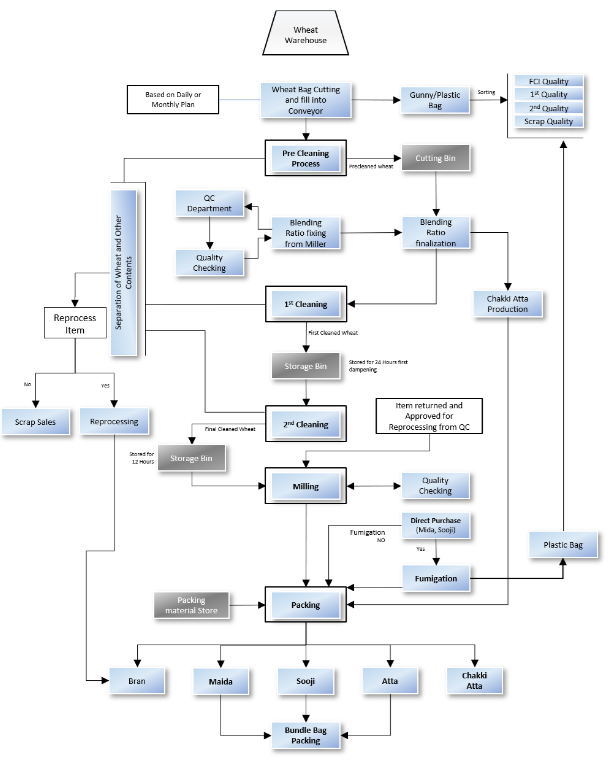 Wheat
Warehouse
Based on Daily or
Monthly Plan
Wheat Bag Cutting
and fill into
Conveyor
Gunny/Plastic
Bag
Sorting
FCI Quality
1st Quality
2nd Quality
Scrap Quality
Pre Cleaning
Process
Precleaned wheat
Cutting Bin
QC
Department
Quality
Checking
Blending
Ratio fixing
from Miller
Blending
Ratio
finalization
Separation of Wheat and Other
Contents
1st Cleaning
Chakki Atta
Production
Reprocess
Item
First Cleaned Wheat
Storage Bin
Stored for 24 Hours first
dampening
No
Yes
Scrap Sales
Reprocessing
2nd Cleaning
Item returned and
Approved for
Reprocessing from QC
Final Cleaned Wheat
Stored for
12 Hours
Storage Bin
Milling
Quality
Checking
Direct Purchase
(Mida, Sooji)
Fumigation
NO
Yes
Plastic Bag
Fumigation
Packing
material Store
Packing
Bran
Maida
Sooji
Atta
Chakki
Atta
Bundle Bag
Packing